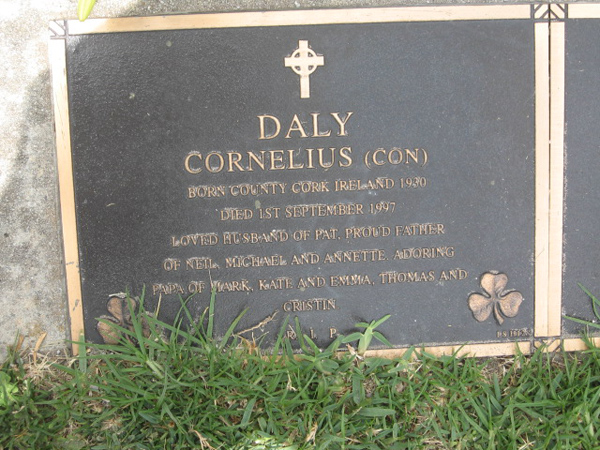 DALY
CORNELIUS (CON)
BORN COUNTY CORK IRELAND 1930
DIED 1ST SEPTEMBER 1997
LOVED HUSBAND OF PAT, PROUD FATHER
OF NEIL, MICHAEL AND ANNETTE. ADORING
PAPA OF MARK, KATE AND EMMA, THOMAS AND
CRISTIN
R.I.P.